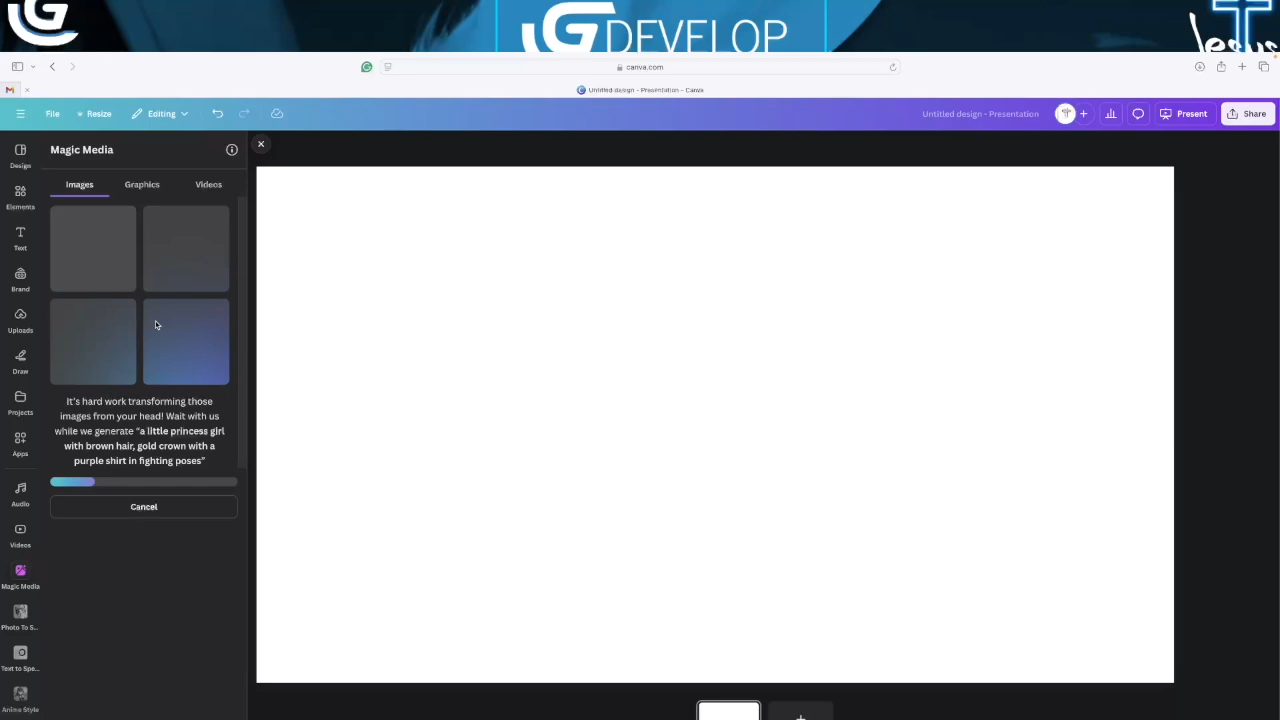 GDEVELOP
Jesus
canva.com
Untitled design - Presentation - Canva
File
Resize
Editing
Untitled design - Presentation
Present
Share
Design
Elements
Text
Brand
Uploads
Draw
Projects
Apps
Audio
Videos
Magic Media
Photo To S...
Text to Spe...
Anime Style
Magic Media
Images
Graphics
Videos
It's hard work transforming those
images from your head! Wait with us
while we generate "a little princess girl
with brown hair, gold crown with a
purple shirt in fighting poses"
Cancel